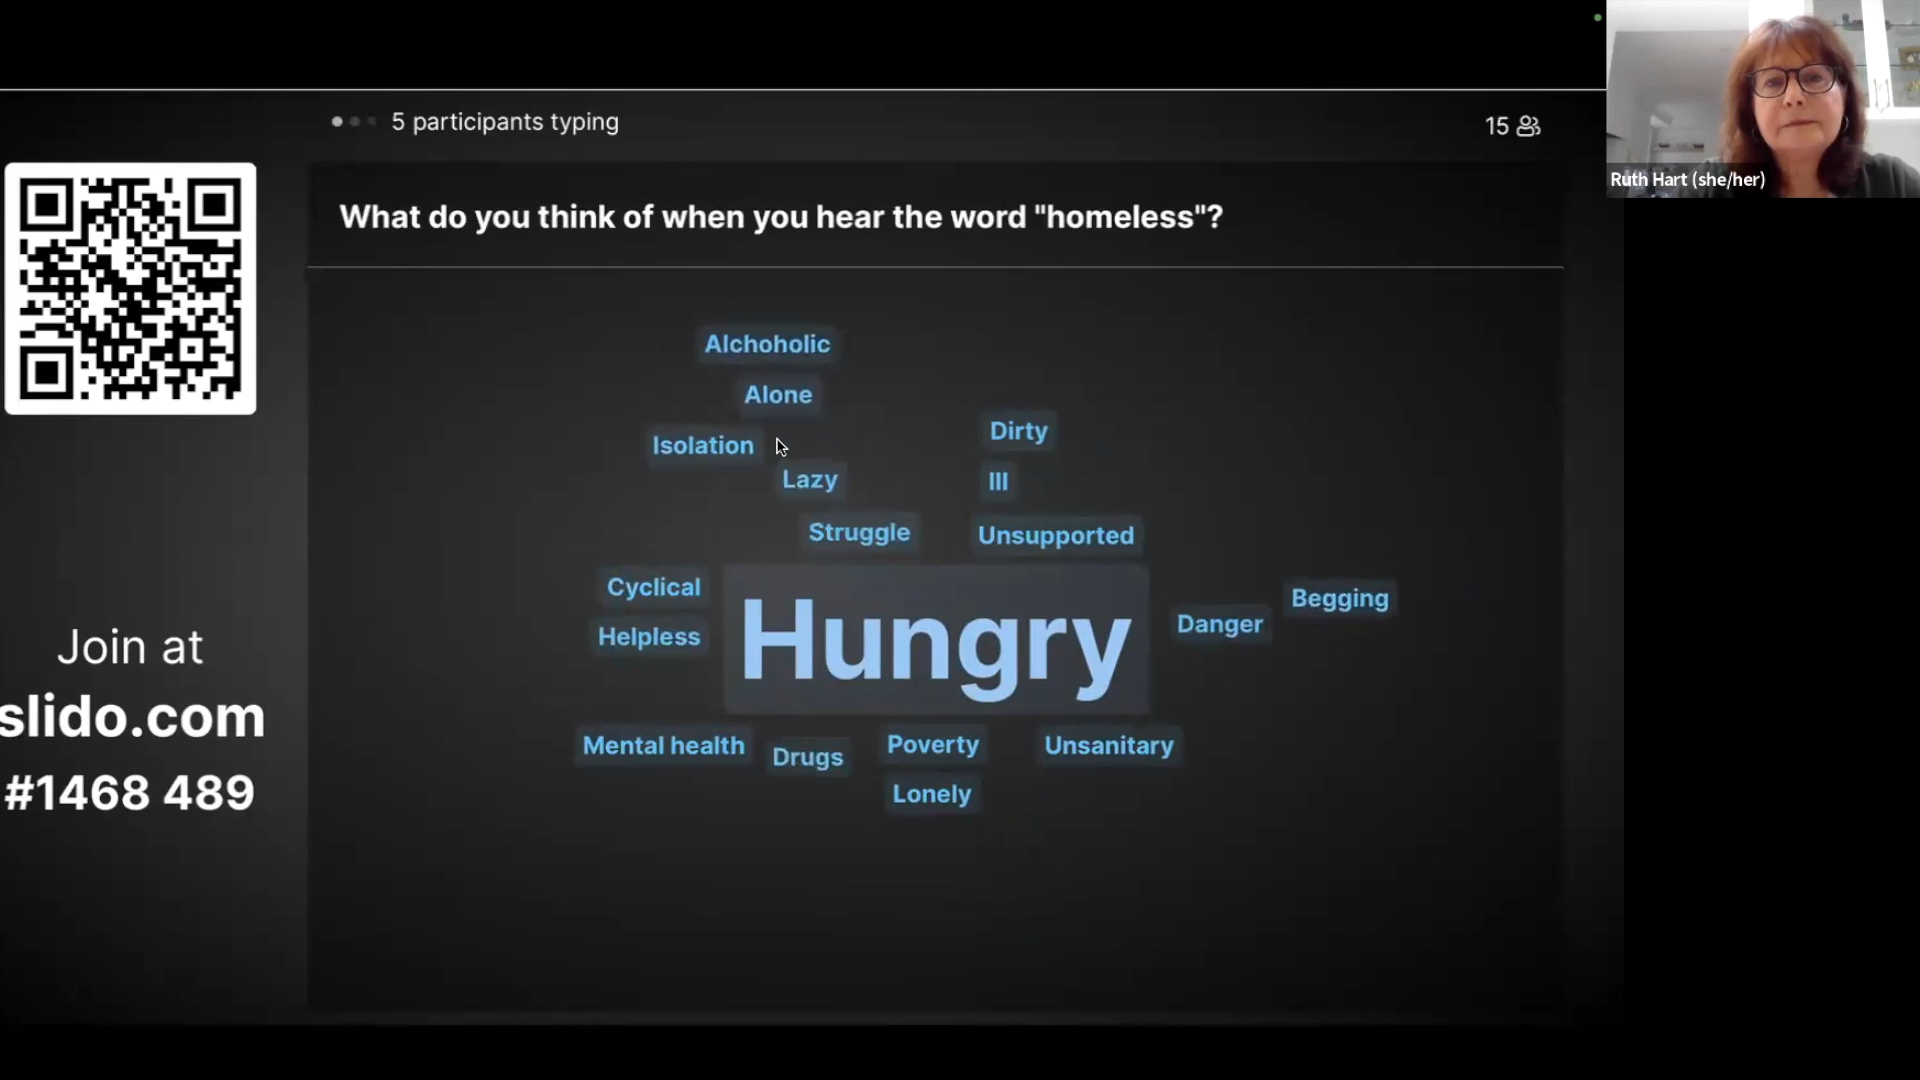 5 participants typing
15
Ruth Hart (she/her)
What do you think of when you hear the word "homeless"?
Alchoholic
Alone
Dirty
Isolation
Lazy
Ill
Struggle
Unsupported
Cyclical
Begging
Danger
Helpless
Hungry
Mental health
Drugs
Poverty
Unsanitary
Lonely
Join at
slido.com
#1468 489